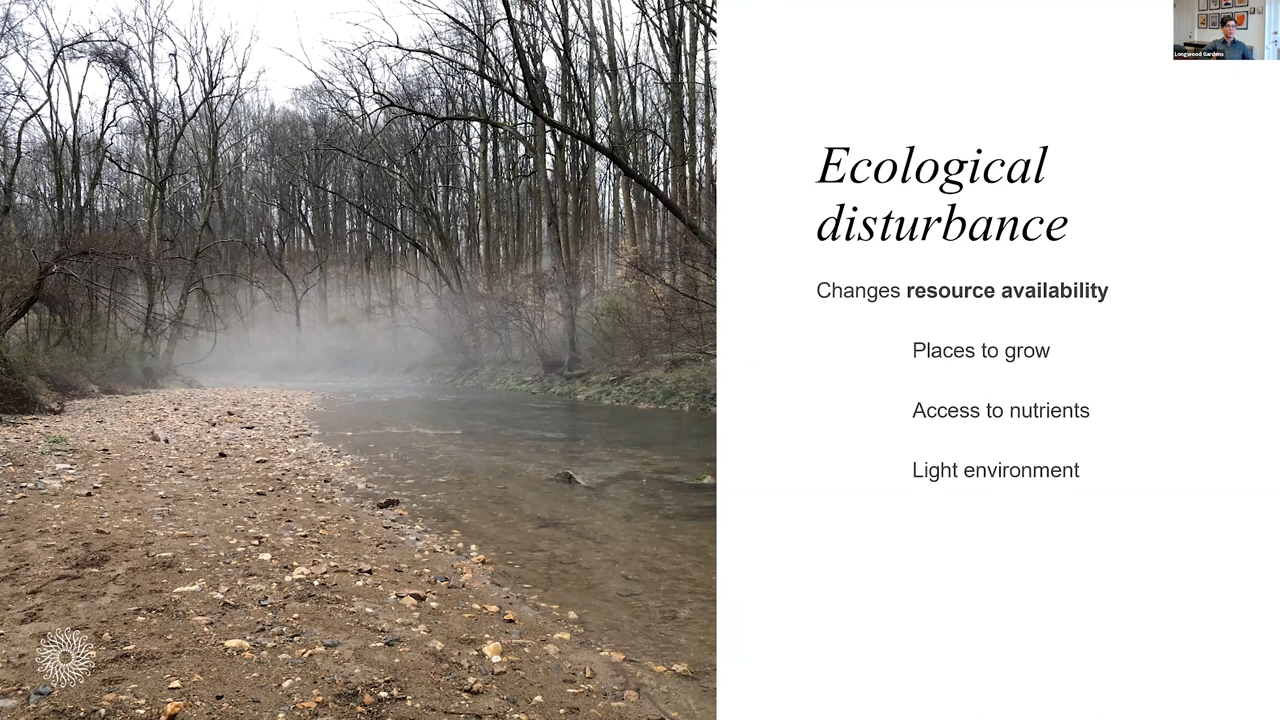 Longwood Gardens
Ecological
disturbance
Changes resource availability
Places to grow
Access to nutrients
Light environment